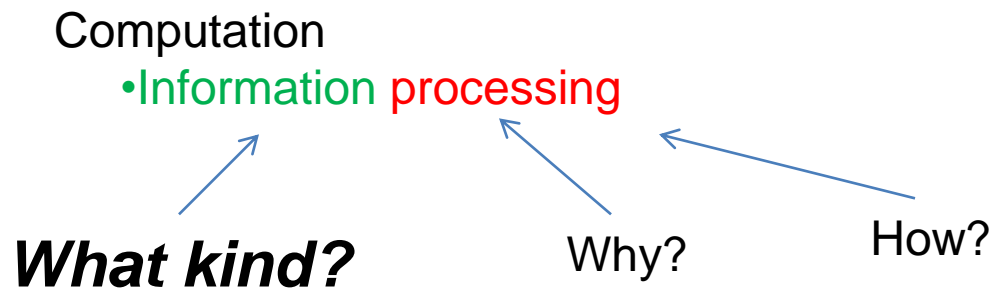 Computation
•Information processing
What kind?
Why?
How?